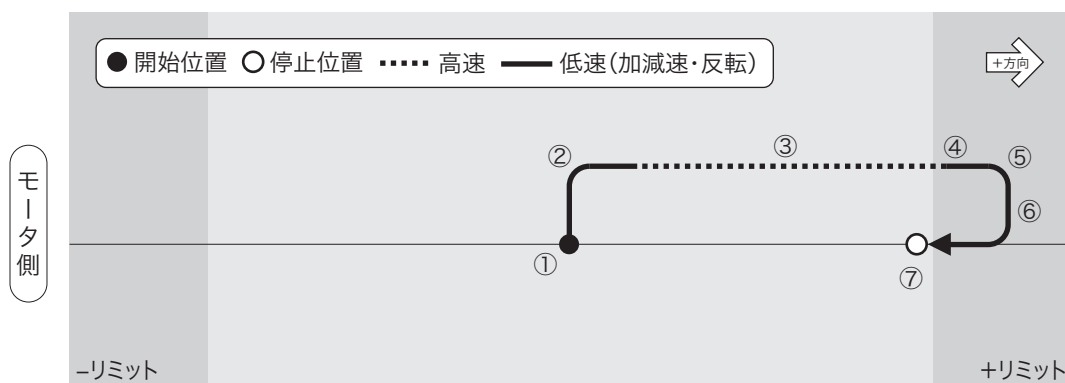 ●開始位置 ○停止位置 ····· 高速 ── 低速(加減速・反転)
+方向
モータ側
②
③
④
⑤
⑥
①
⑦
−リミット
+リミット